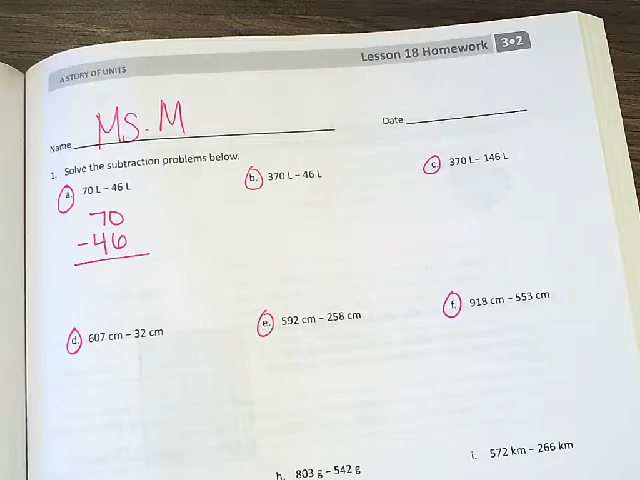 A STORY OF UNITS
Lesson 18 Homework 3•2
Name Ms. M Date
1. Solve the subtraction problems below.
a. 70 L – 46 L
b. 370 L – 46 L
c. 370 L – 146 L
70
-46
d. 607 cm – 32 cm
e. 592 cm – 258 cm
f. 918 cm – 553 cm
h. 803 g – 542 g
i. 572 km – 266 km